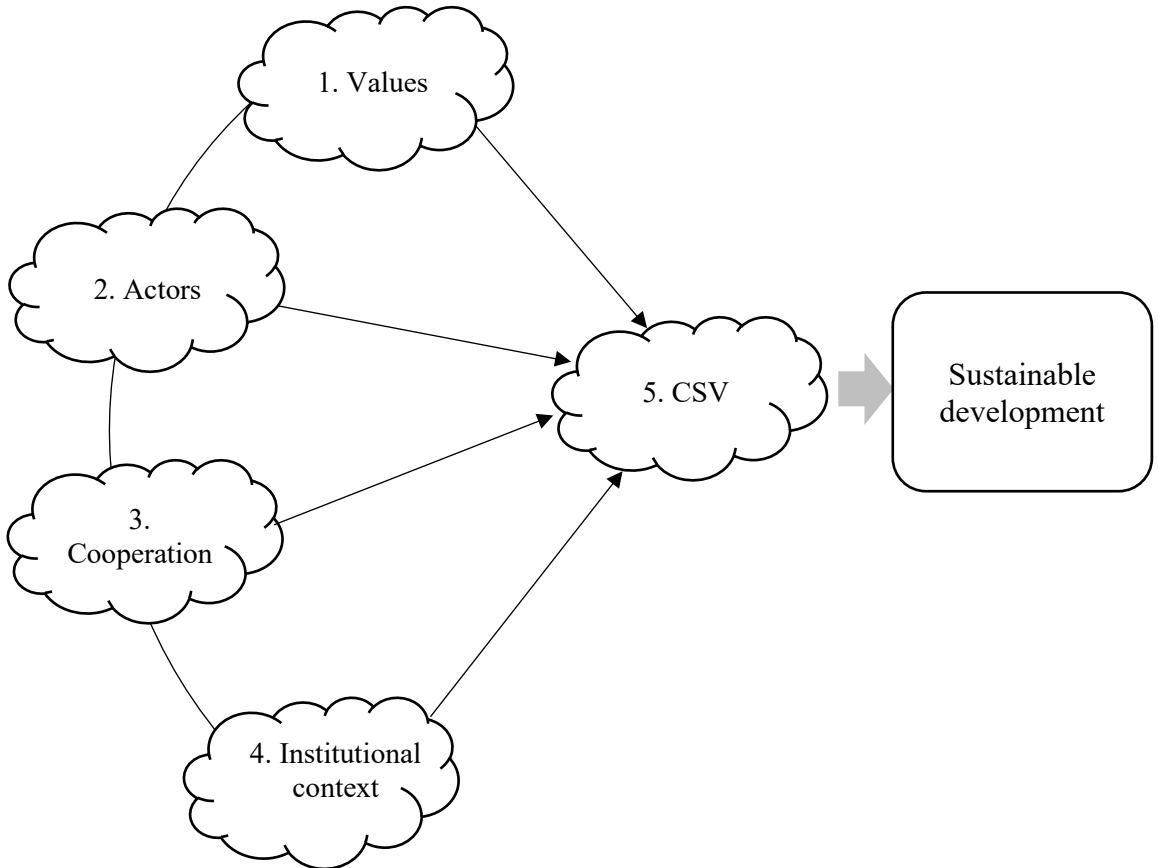 1. Values
2. Actors
3.
Cooperation
4. Institutional
context
5. CSV
Sustainable
development